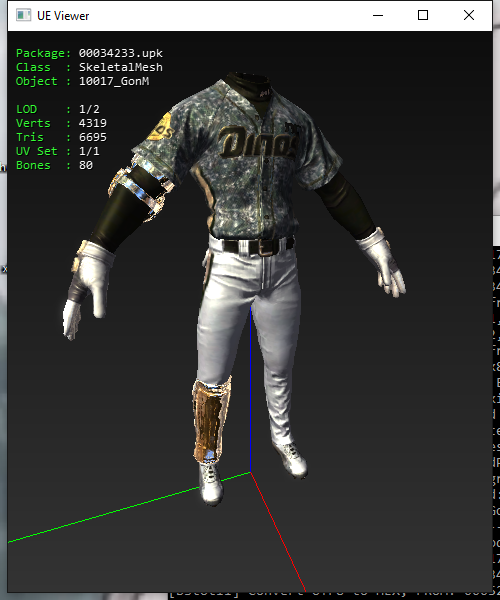 UE Viewer
Package: 00034233.upk
Class : SkeletalMesh
Object : 10017_GonM
LOD : 1/2
Verts : 4319
Tris : 6695
UV Set : 1/1
Bones : 80
Dinos